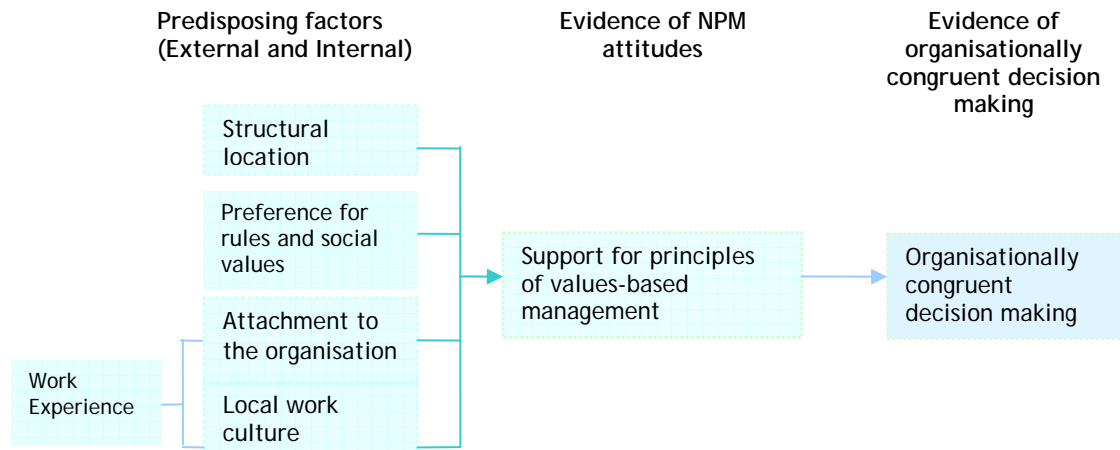 Predisposing factors
(External and Internal)
Evidence of NPM
attitudes
Evidence of
organisationally
congruent decision
making
Structural
location
Preference for
rules and social
values
Attachment to
the organisation
Local work
culture
Work
Experience
Support for principles
of values-based
management
Organisationally
congruent
decision making